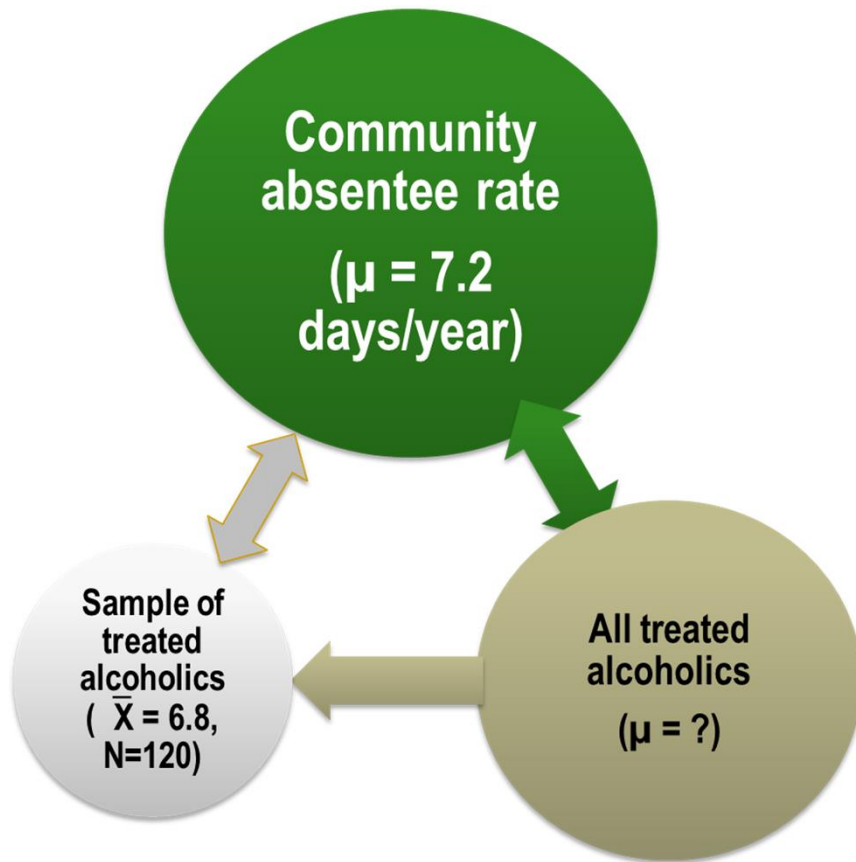 Community
absentee rate
(μ = 7.2
days/year)
Sample of
treated
alcoholics
( X̅ = 6.8,
N=120)
All treated
alcoholics
(μ = ?)